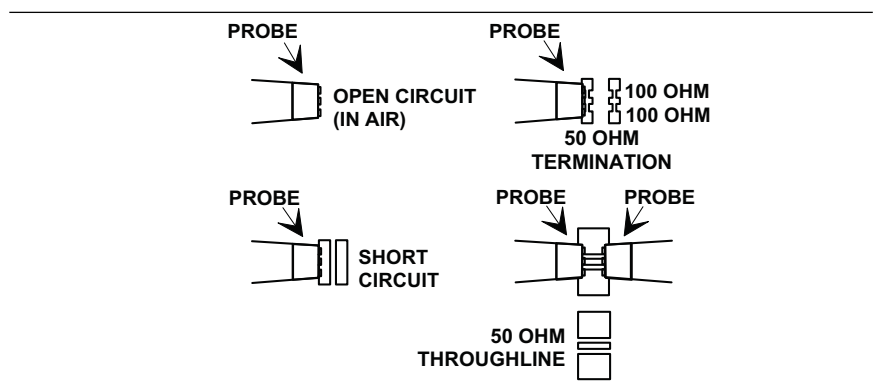 PROBE
OPEN CIRCUIT
(IN AIR)
PROBE
100 OHM
100 OHM
50 OHM
TERMINATION
PROBE
SHORT
CIRCUIT
PROBE
PROBE
50 OHM
THROUGHLINE